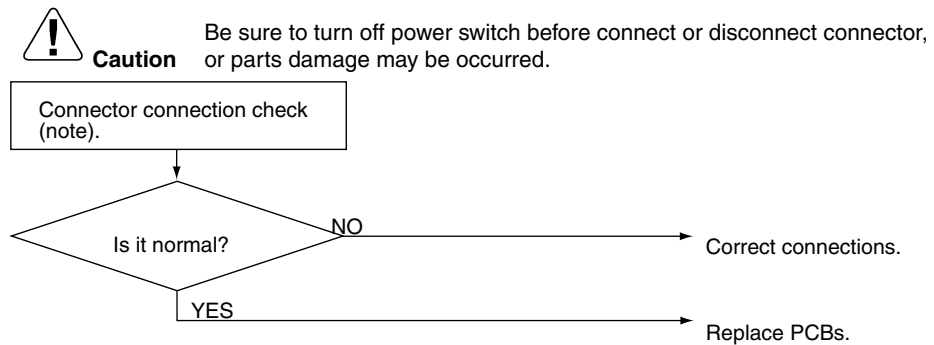 Be sure to turn off power switch before connect or disconnect connector,
Caution or parts damage may be occurred.
Connector connection check
(note).
NO
Is it normal?
Correct connections.
YES
Replace PCBs.